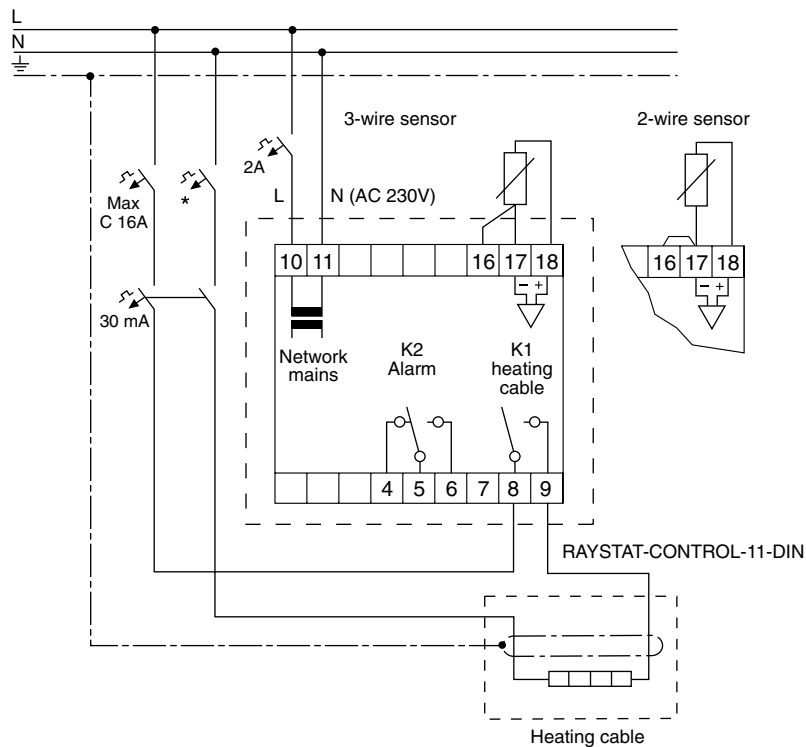 L
N
3-wire sensor
2-wire sensor
2A
L
N (AC 230V)
Max
C 16A
*
10 11 16 17 18
16 17 18
- +
- +
30 mA
Network
mains
K2
Alarm
K1
heating
cable
4 5 6 7 8 9
RAYSTAT-CONTROL-11-DIN
Heating cable